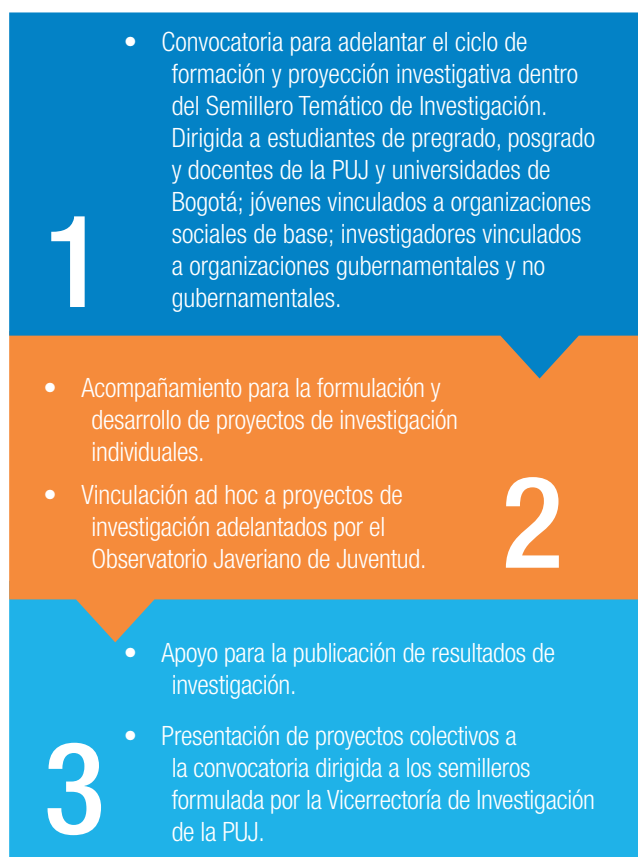 • Convocatoria para adelantar el ciclo de
formación y proyección investigativa dentro
del Semillero Temático de Investigación.
Dirigida a estudiantes de pregrado, posgrado
y docentes de la PUJ y universidades de
Bogotá; jóvenes vinculados a organizaciones
sociales de base; investigadores vinculados
a organizaciones gubernamentales y no
gubernamentales.
1
• Acompañamiento para la formulación y
desarrollo de proyectos de investigación
individuales.
• Vinculación ad hoc a proyectos de
investigación adelantados por el
Observatorio Javeriano de Juventud.
2
• Apoyo para la publicación de resultados de
investigación.
• Presentación de proyectos colectivos a
la convocatoria dirigida a los semilleros
formulada por la Vicerrectoría de Investigación
de la PUJ.
3